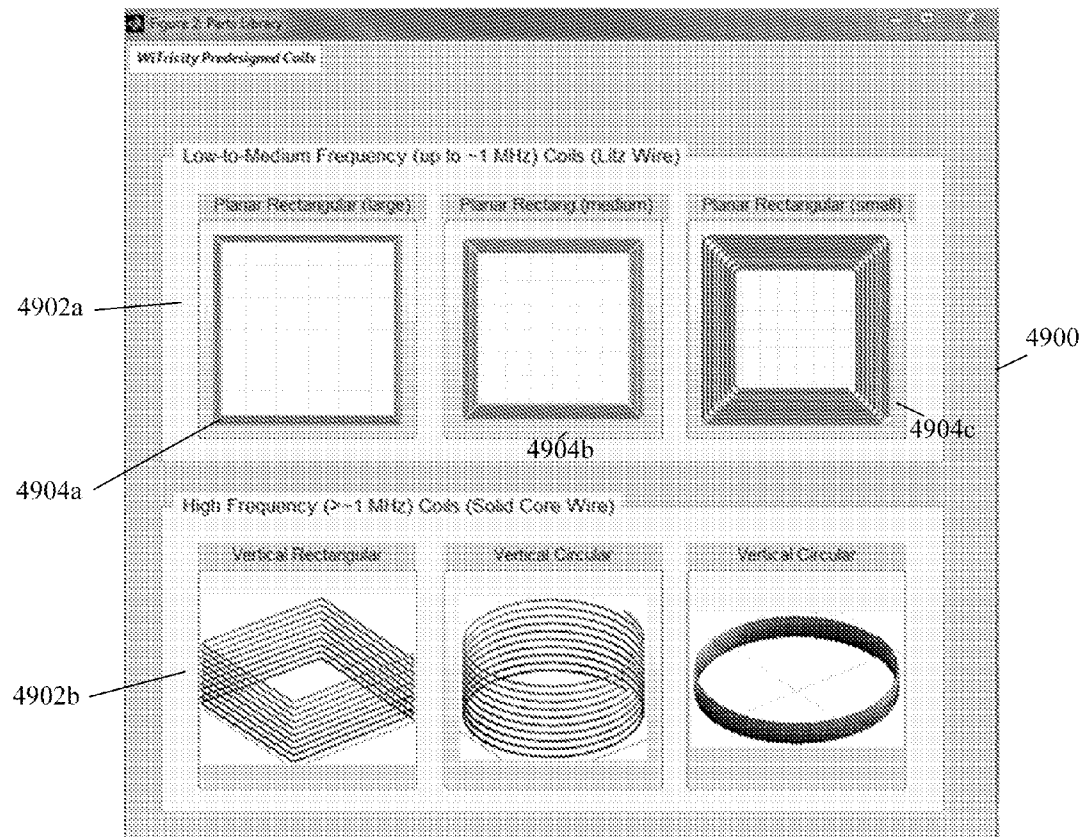 Figure 2: Parts Library
WiTricity Predesigned Coils
Low-to-Medium Frequency (up to ~1 MHz) Coils (Litz Wire)
Planar Rectangular (large)
Planar Rectang (medium)
Planar Rectangular (small)
4902a
4900
4904a
4904b
4904c
High Frequency (>~1 MHz) Coils (Solid Core Wire)
Vertical Rectangular
Vertical Circular
Vertical Circular
4902b